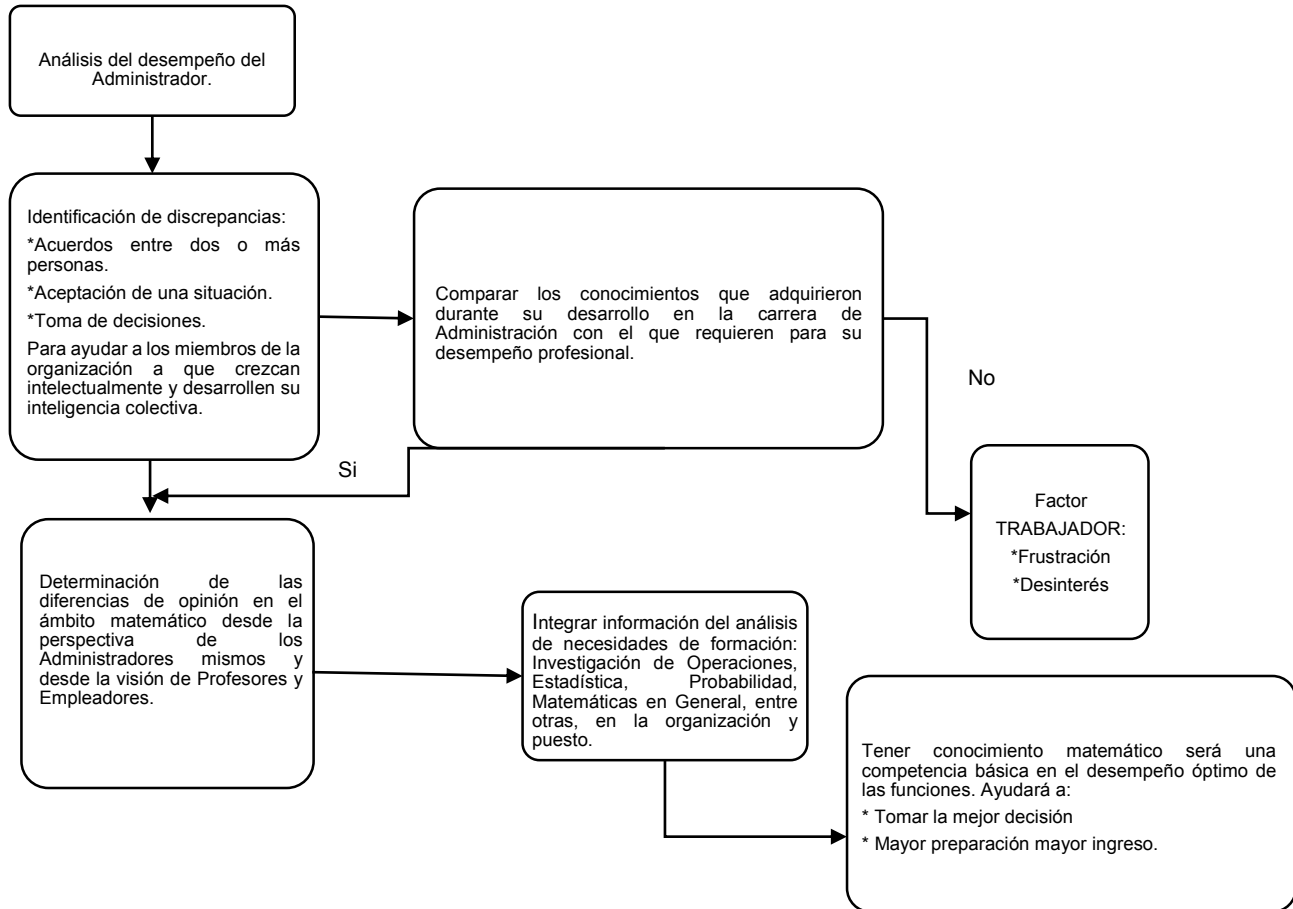 Análisis del desempeño del
Administrador.
Identificación de discrepancias:
*Acuerdos entre dos o más
personas.
*Aceptación de una situación.
*Toma de decisiones.
Para ayudar a los miembros de la
organización a que crezcan
intelectualmente y desarrollen su
inteligencia colectiva.
Comparar los conocimientos que adquirieron
durante su desarrollo en la carrera de
Administración con el que requieren para su
desempeño profesional.
No
Si
Factor
TRABAJADOR:
*Frustración
*Desinterés
Determinación de las
diferencias de opinión en el
ámbito matemático desde la
perspectiva de los
Administradores mismos y
desde la visión de Profesores y
Empleadores.
Integrar información del análisis
de necesidades de formación:
Investigación de Operaciones,
Estadística, Probabilidad,
Matemáticas en General, entre
otras, en la organización y
puesto.
Tener conocimiento matemático será una
competencia básica en el desempeño óptimo de
las funciones. Ayudará a:
* Tomar la mejor decisión
* Mayor preparación mayor ingreso.